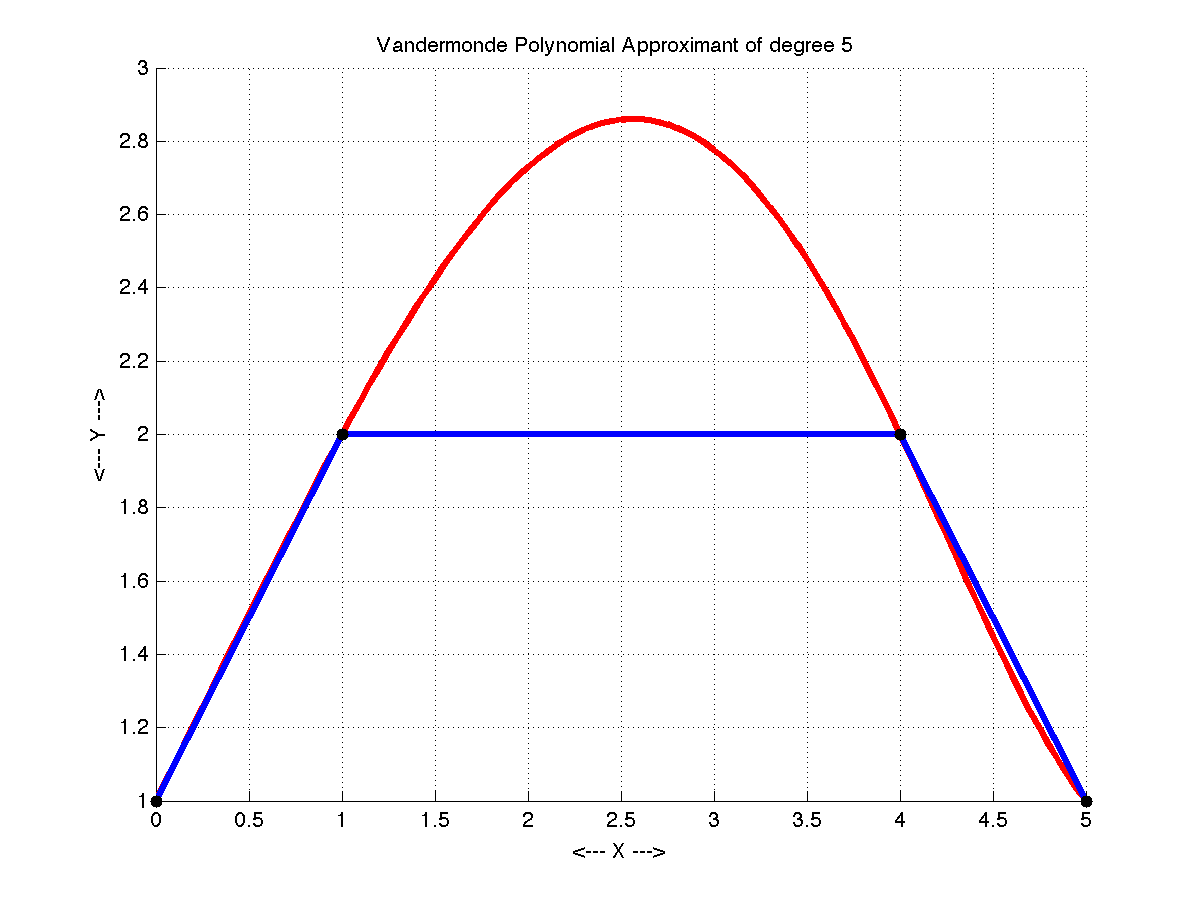 Vandermonde Polynomial Approximant of degree 5
3
2.8
2.6
2.4
2.2
2
1.8
1.6
1.4
1.2
1
<--- Y --->
0 0.5 1 1.5 2 2.5 3 3.5 4 4.5 5
<--- X --->